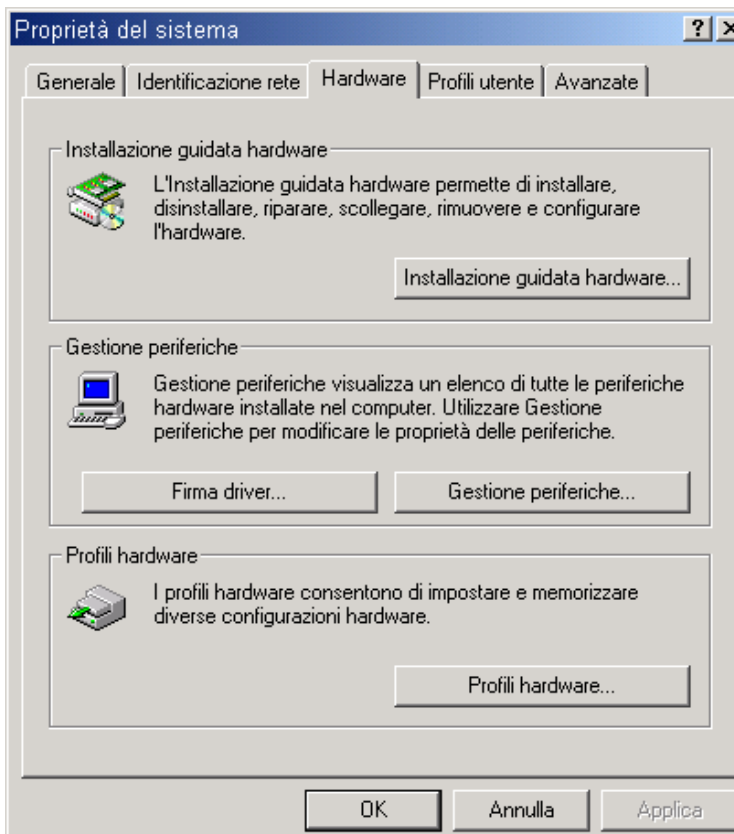 Proprietà del sistema
Generale
Identificazione rete
Hardware
Profili utente
Avanzate
Installazione guidata hardware
L'Installazione guidata hardware permette di installare,
disinstallare, riparare, scollegare, rimuovere e configurare
l'hardware.
Installazione guidata hardware...
Gestione periferiche
Gestione periferiche visualizza un elenco di tutte le periferiche
hardware installate nel computer. Utilizzare Gestione
periferiche per modificare le proprietà delle periferiche.
Firma driver...
Gestione periferiche...
Profili hardware
I profili hardware consentono di impostare e memorizzare
diverse configurazioni hardware.
Profili hardware...
OK
Annulla
Applica